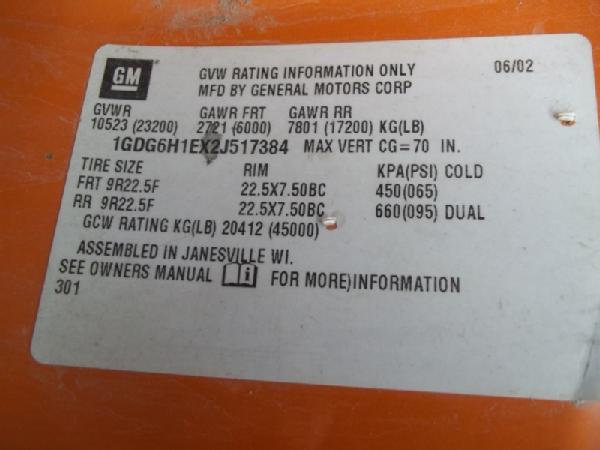 GM
GVW RATING INFORMATION ONLY 06/02
MFD BY GENERAL MOTORS CORP
GVWR GAWR FRT GAWR RR
10523 (23200) 2721 (6000) 7801 (17200) KG(LB)
1GDG6H1EX2J517384 MAX VERT CG=70 IN.
TIRE SIZE RIM KPA(PSI) COLD
FRT 9R22.5F 22.5X7.50BC 450(065)
RR 9R22.5F 22.5X7.50BC 660(095) DUAL
GCW RATING KG(LB) 20412 (45000)
ASSEMBLED IN JANESVILLE WI.
SEE OWNERS MANUAL i FOR MORE)INFORMATION
301